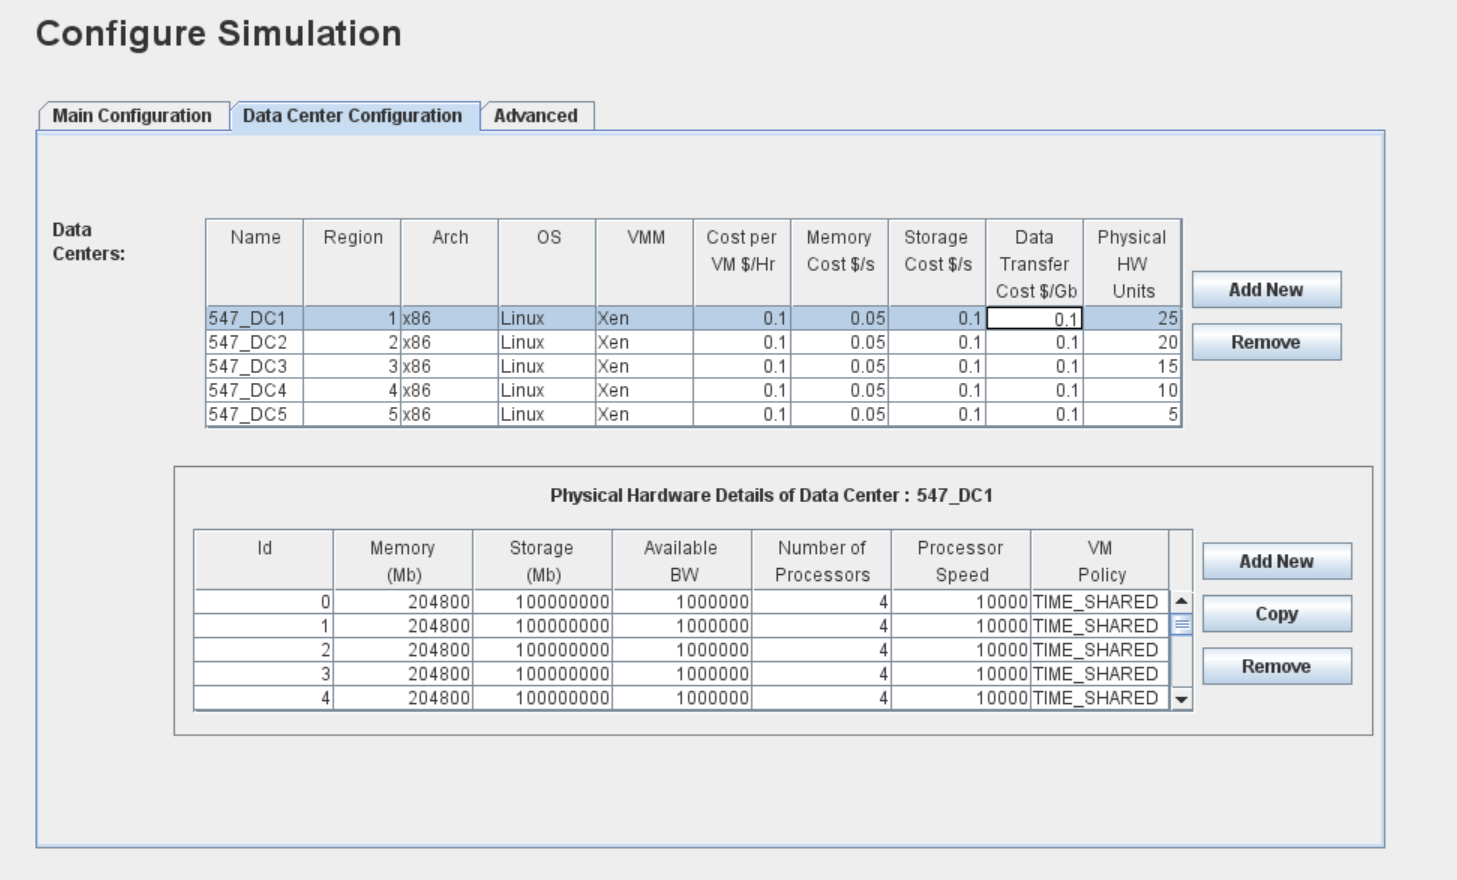 Configure Simulation
Main Configuration Data Center Configuration Advanced
Data
Centers:
Name Region Arch OS VMM Cost per Memory Storage Data Physical
VM $/Hr Cost $/s Cost $/s Transfer HW
Cost $/Gb Units
547_DC1 1 x86 Linux Xen 0.1 0.05 0.1 0.1 25
547_DC2 2 x86 Linux Xen 0.1 0.05 0.1 0.1 20
547_DC3 3 x86 Linux Xen 0.1 0.05 0.1 0.1 15
547_DC4 4 x86 Linux Xen 0.1 0.05 0.1 0.1 10
547_DC5 5 x86 Linux Xen 0.1 0.05 0.1 0.1 5
Add New
Remove
Physical Hardware Details of Data Center : 547_DC1
Id Memory Storage Available Number of Processor VM
(Mb) (Mb) BW Processors Speed Policy
0 204800 100000000 1000000 4 10000 TIME_SHARED
1 204800 100000000 1000000 4 10000 TIME_SHARED
2 204800 100000000 1000000 4 10000 TIME_SHARED
3 204800 100000000 1000000 4 10000 TIME_SHARED
4 204800 100000000 1000000 4 10000 TIME_SHARED
Add New
Copy
Remove